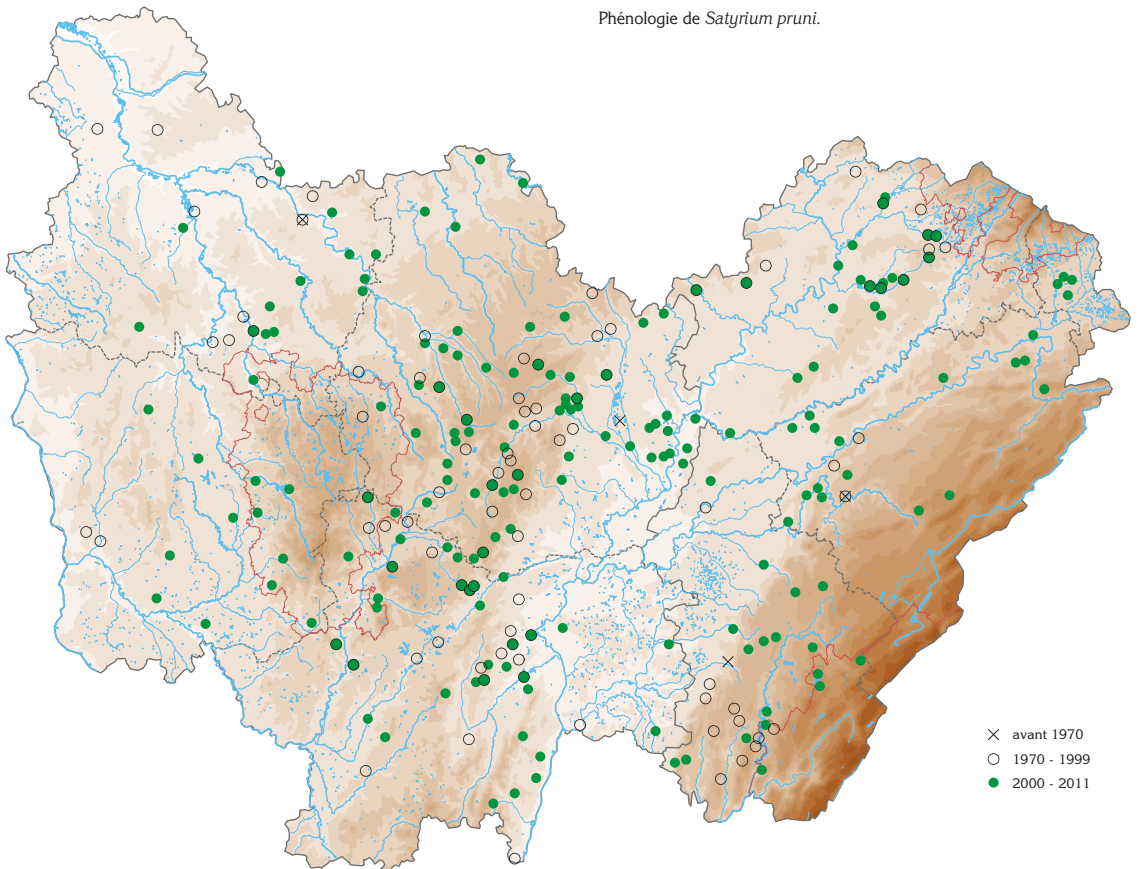 Phénologie de Satyrium pruni.
avant 1970
1970 - 1999
2000 - 2011